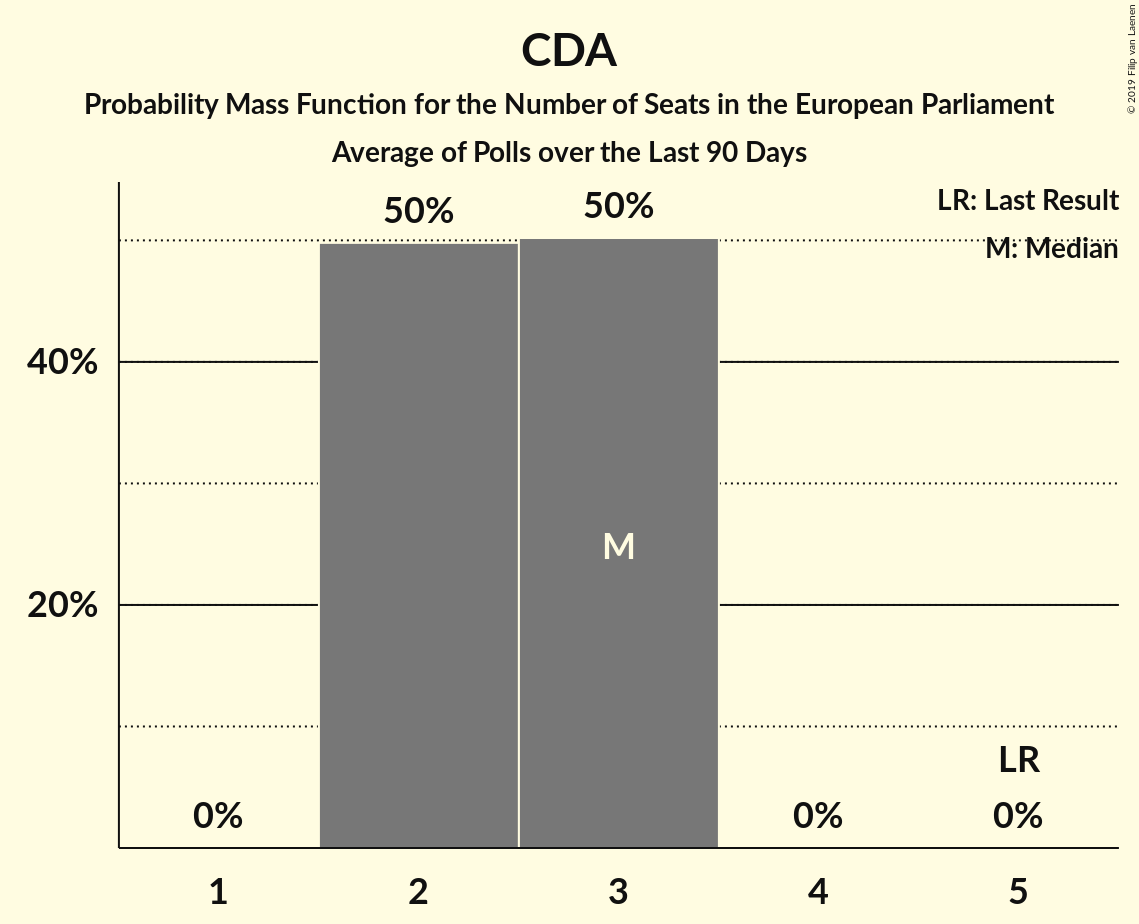 CDA
Probability Mass Function for the Number of Seats in the European Parliament
Average of Polls over the Last 90 Days
© 2019 Filip van Laenen
LR: Last Result
M: Median
50%
50%
40%
20%
M
LR
0%
0%
0%
1
2
3
4
5